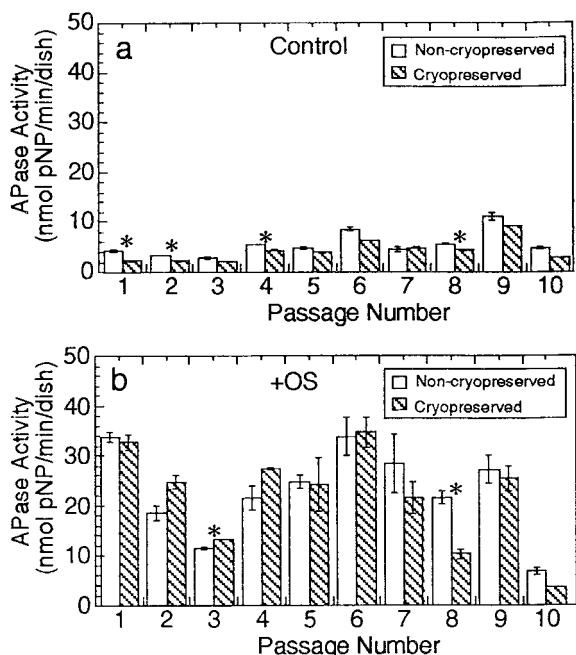 a
Control
Non-cryopreserved
Cryopreserved
APase Activity
(nmol pNP/min/dish)
50
40
30
20
10
0
* * * *
1 2 3 4 5 6 7 8 9 10
Passage Number
b
+OS
Non-cryopreserved
Cryopreserved
APase Activity
(nmol pNP/min/dish)
50
40
30
20
10
0
* *
1 2 3 4 5 6 7 8 9 10
Passage Number